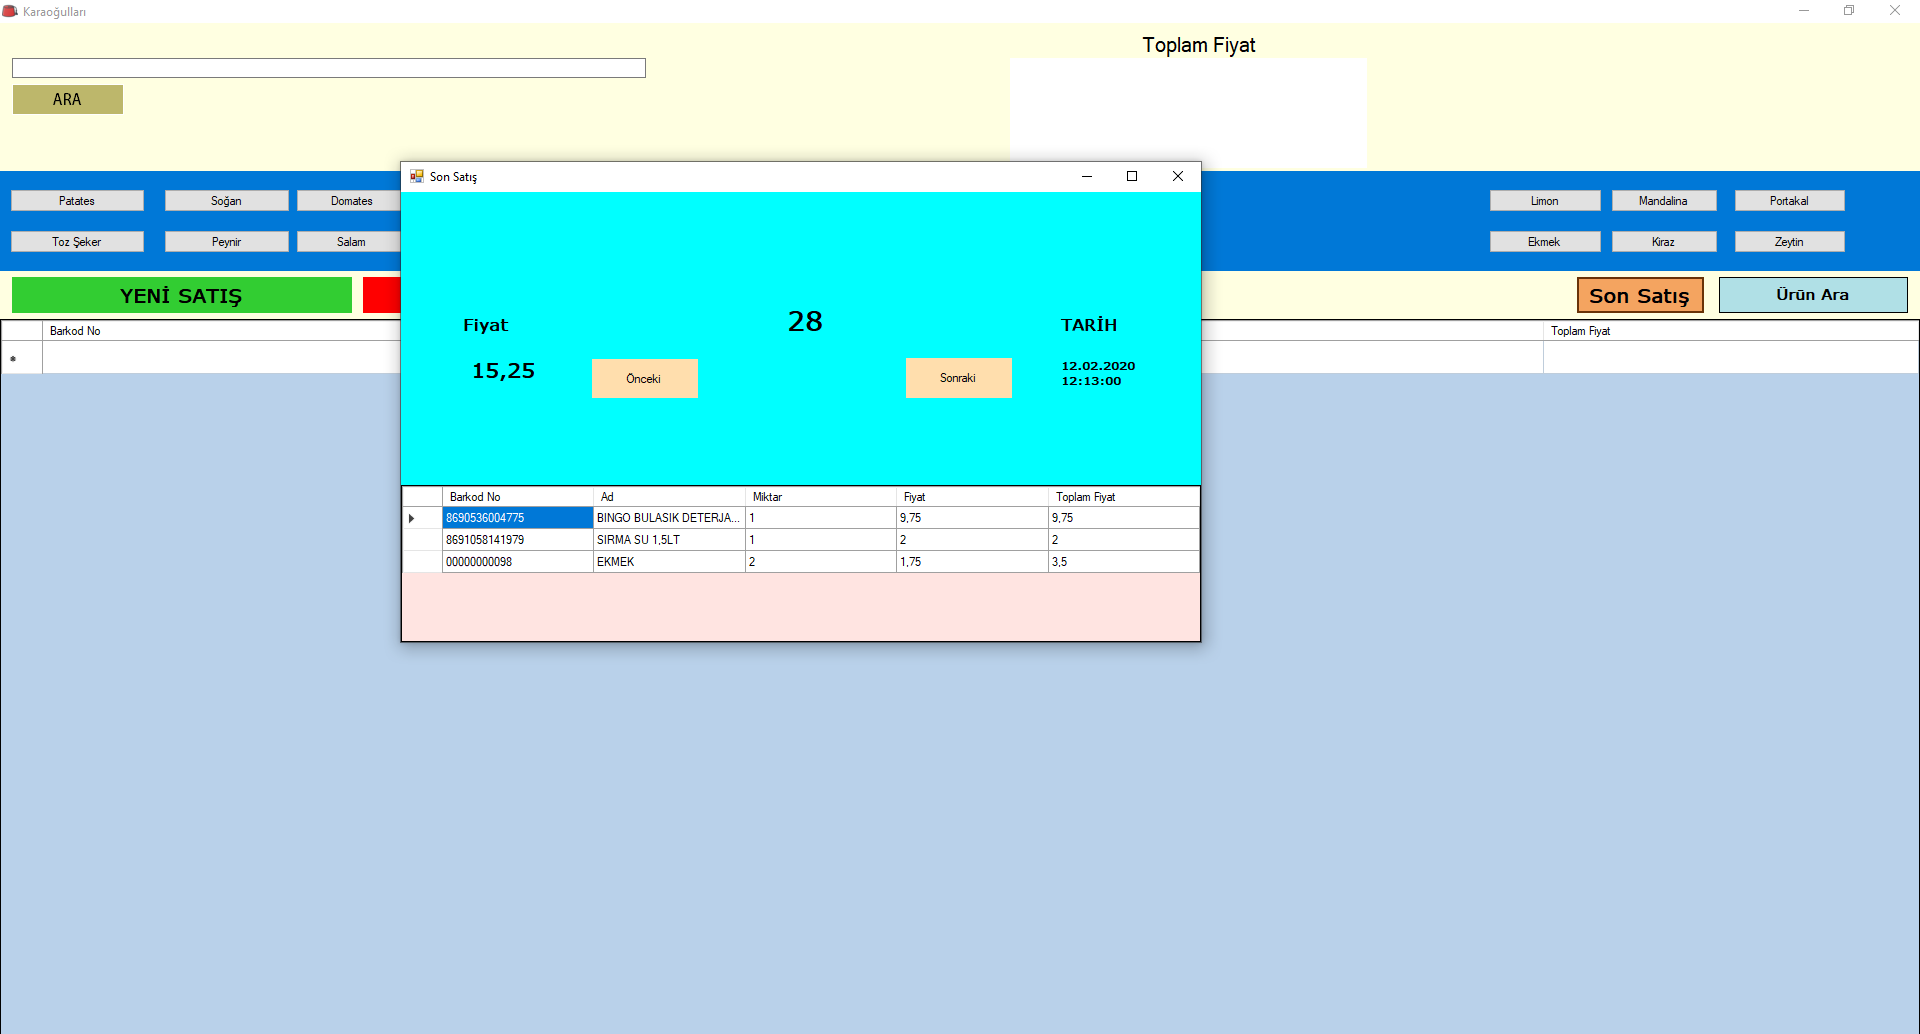 Karaoğulları
Toplam Fiyat
ARA
Patates Soğan Domates Limon Mandalina Portakal
Toz Şeker Peynir Salam Ekmek Kiraz Zeytin
YENİ SATIŞ Son Satış Ürün Ara
Barkod No Toplam Fiyat
Son Satış
Fiyat 28 TARİH
15,25 Önceki Sonraki 12.02.2020
12:13:00
Barkod No Ad Miktar Fiyat Toplam Fiyat
8690536004775 BINGO BULASIK DETERJA... 1 9,75 9,75
8691058141979 SIRMA SU 1,5LT 1 2 2
00000000098 EKMEK 2 1,75 3,5